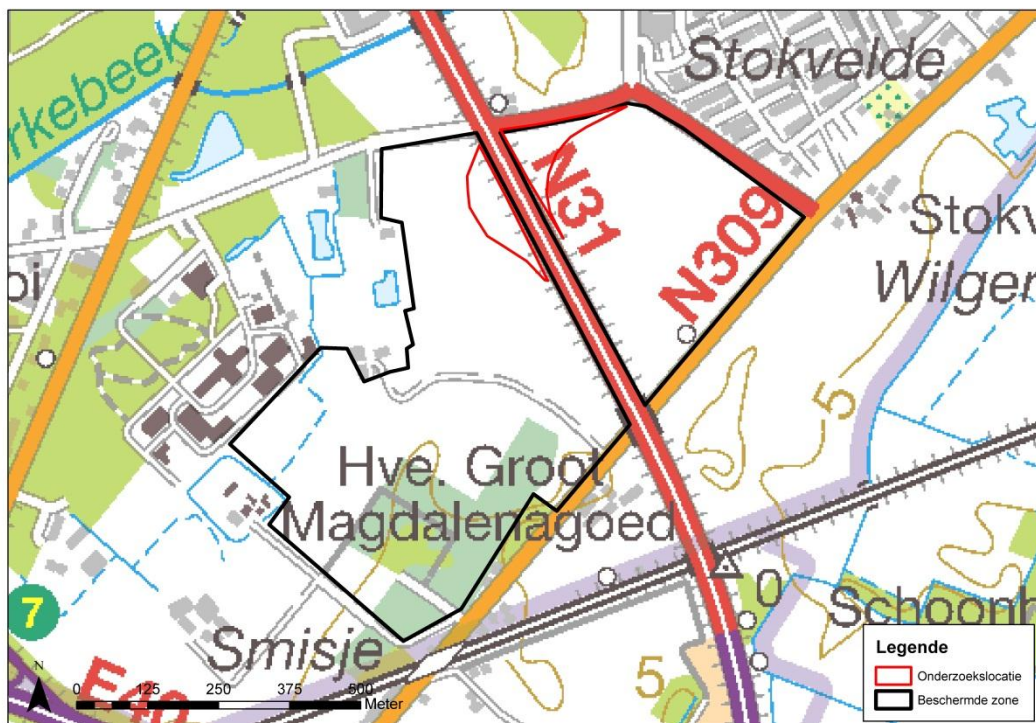 rkebeek
Stokvelde
N31
N309
Stokv
Wilger
bi
5
Hve. Groot
Magdalenagoed
7
0
Schoonh
Smisje
5
E40
N
0 125 250 375 500
Meter
Legende
Onderzoekslocatie
Beschermde zone